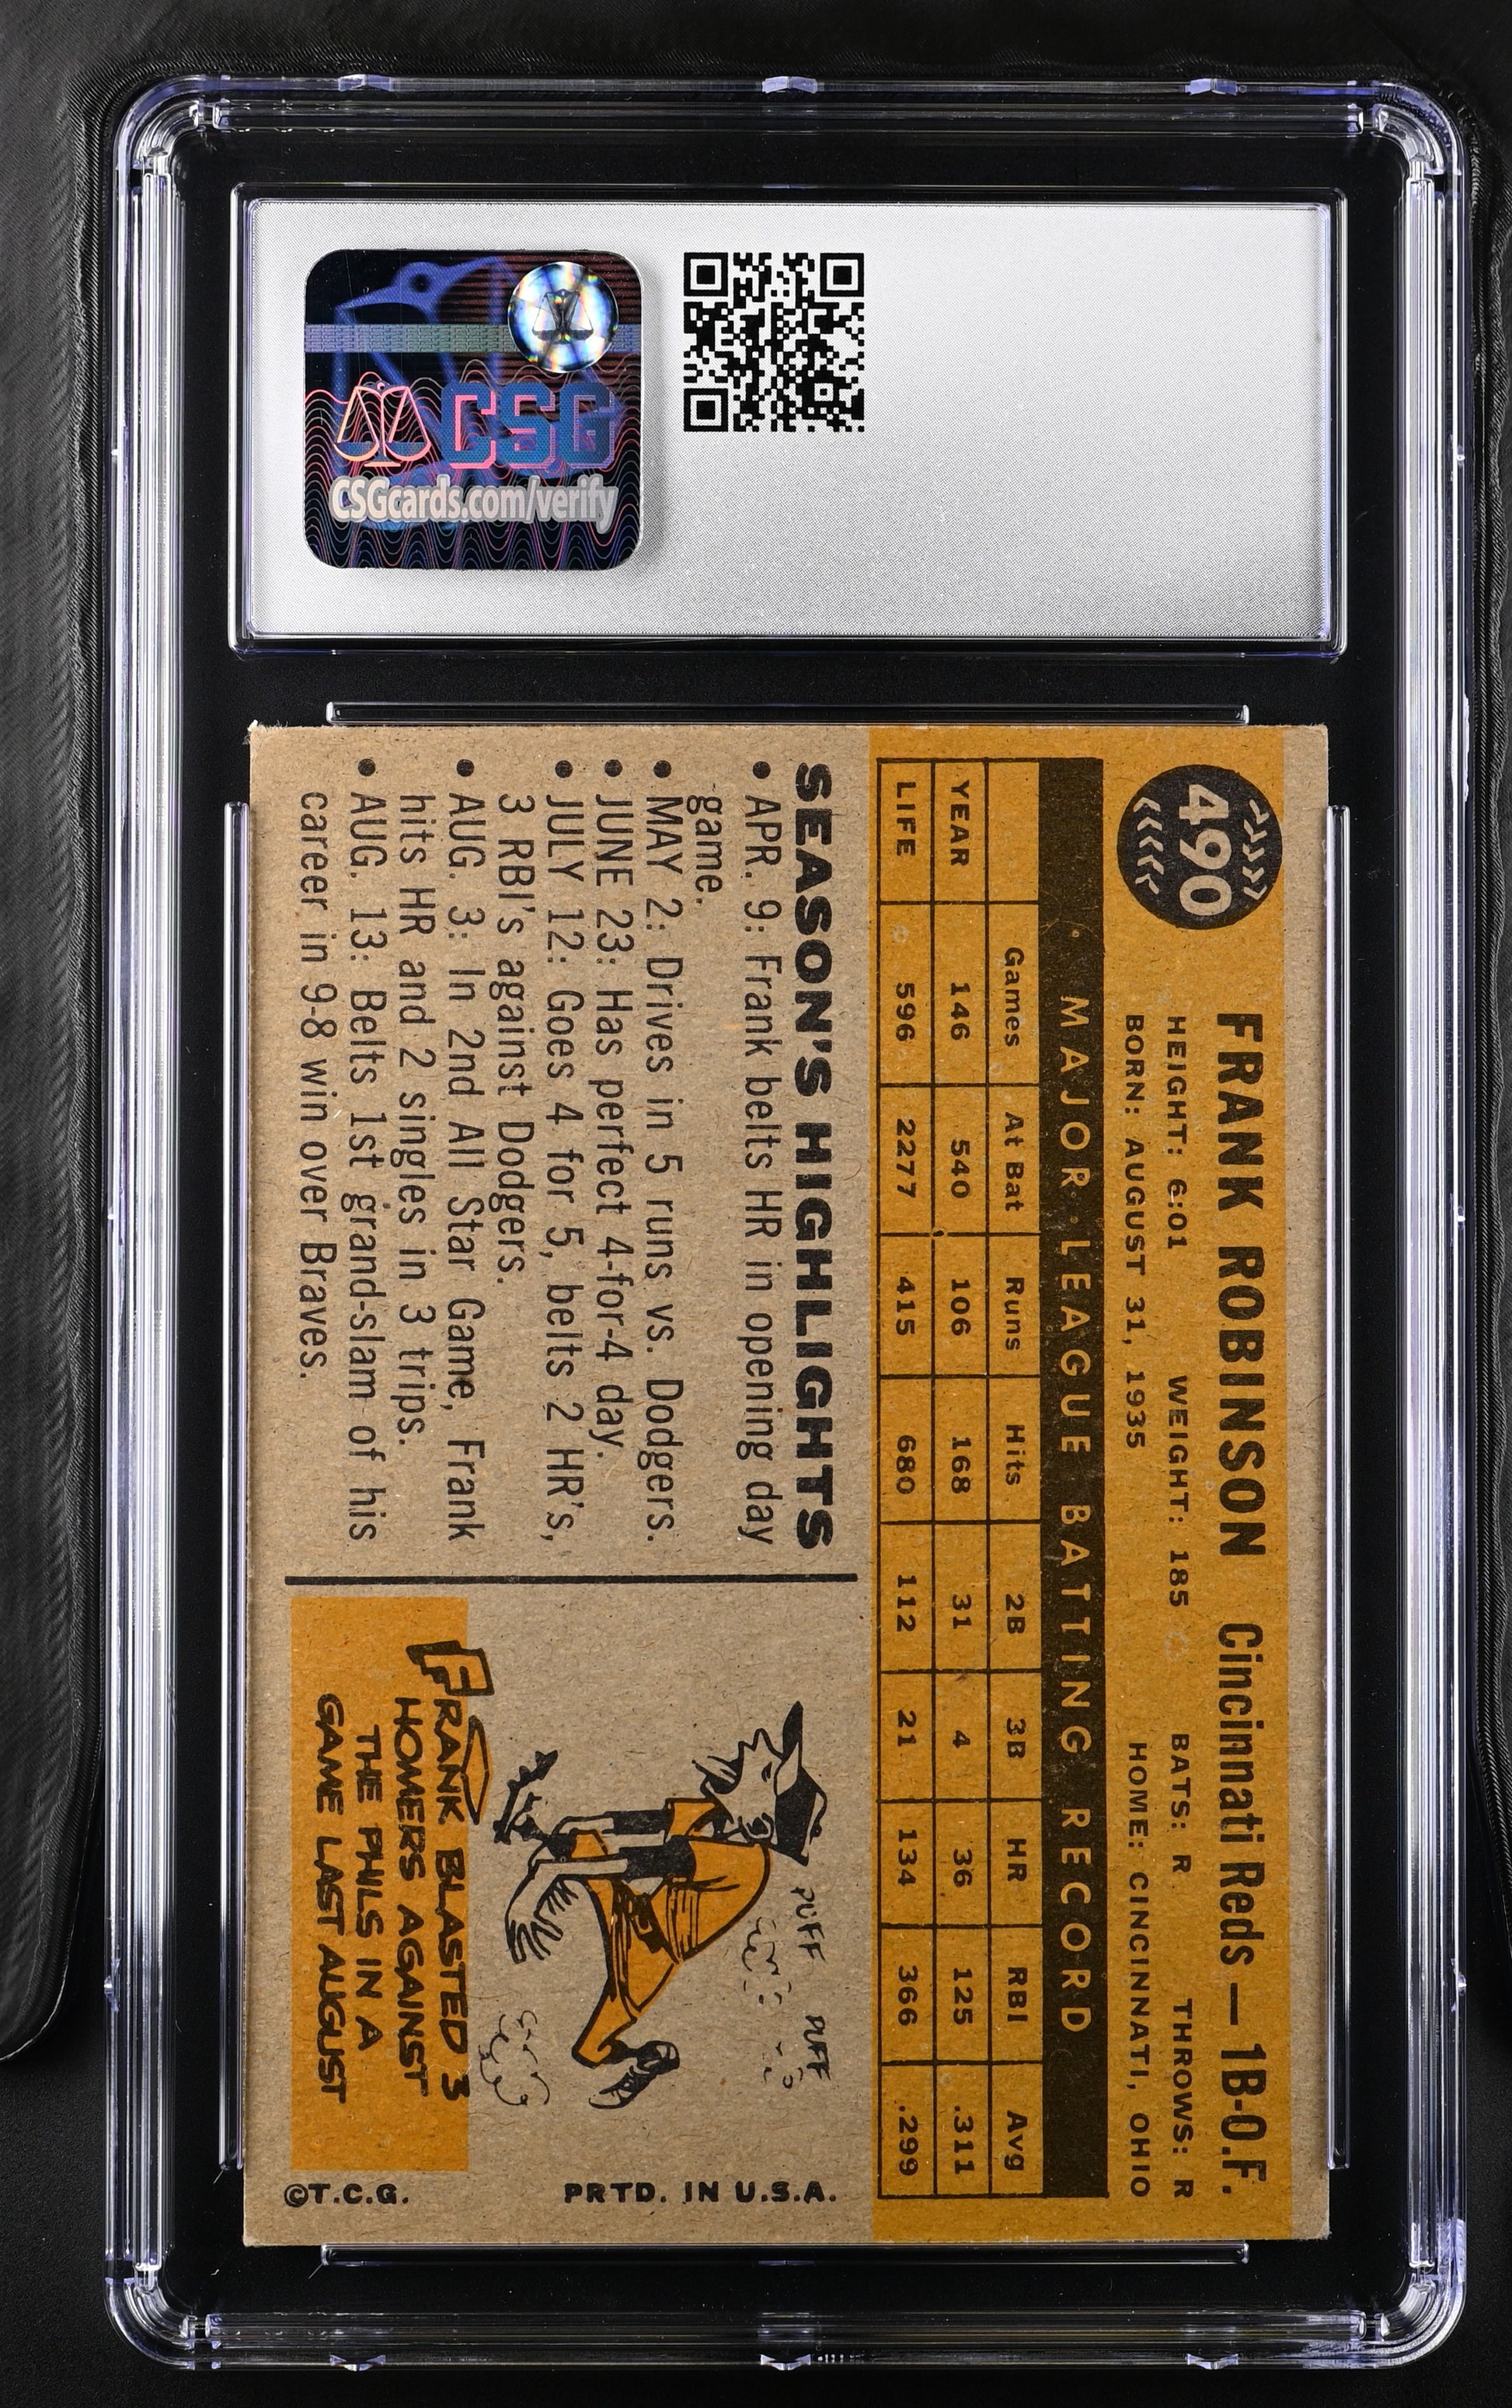 CSG
CSGcards.com/verify
490
FRANK ROBINSON Cincinnati Reds — 1B-O.F.
HEIGHT: 6:01 WEIGHT: 185 BATS: R THROWS: R
BORN: AUGUST 31, 1935 HOME: CINCINNATI, OHIO
MAJOR LEAGUE BATTING RECORD
Games At Bat Runs Hits 2B 3B HR RBI Avg
YEAR 146 540 106 168 31 4 36 125 .311
LIFE 596 2277 415 680 112 21 134 366 .299
SEASON'S HIGHLIGHTS
• APR. 9: Frank belts HR in opening day
game.
• MAY 2: Drives in 5 runs vs. Dodgers.
• JUNE 23: Has perfect 4-for-4 day.
• JULY 12: Goes 4 for 5, belts 2 HR's,
3 RBI's against Dodgers.
• AUG. 3: In 2nd All Star Game, Frank
hits HR and 2 singles in 3 trips.
• AUG. 13: Belts 1st grand-slam of his
career in 9-8 win over Braves.
PUFF PUFF
FRANK BLASTED 3
HOMERS AGAINST
THE PHILS IN A
GAME LAST AUGUST
©T.C.G. PRTD. IN U.S.A.